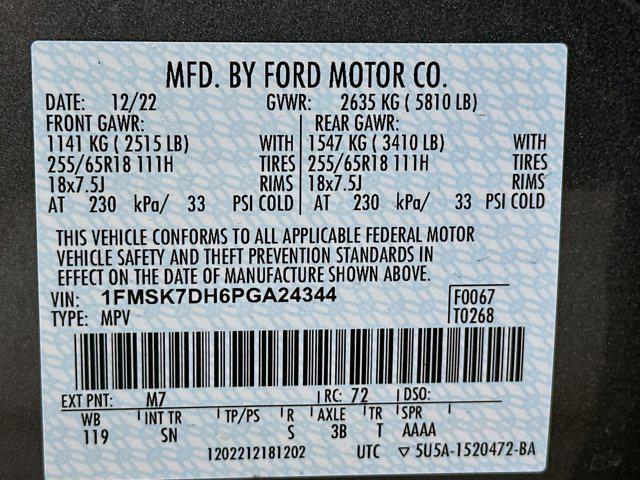 MFD. BY FORD MOTOR CO.
DATE: 12/22 GVWR: 2635 KG ( 5810 LB)
FRONT GAWR: REAR GAWR:
1141 KG ( 2515 LB) WITH 1547 KG ( 3410 LB) WITH
255/65R18 111H TIRES 255/65R18 111H TIRES
18x7.5J RIMS 18x7.5J RIMS
AT 230 kPa/ 33 PSI COLD AT 230 kPa/ 33 PSI COLD
THIS VEHICLE CONFORMS TO ALL APPLICABLE FEDERAL MOTOR
VEHICLE SAFETY AND THEFT PREVENTION STANDARDS IN
EFFECT ON THE DATE OF MANUFACTURE SHOWN ABOVE.
VIN: 1FMSK7DH6PGA24344 F0067
TYPE: MPV T0268
EXT PNT: M7 RC: 72 DSO:
WB INT TR TP/PS R AXLE TR SPR
119 SN S 3B T AAAA
1202212181202 UTC ▽ 5U5A-1520472-BA